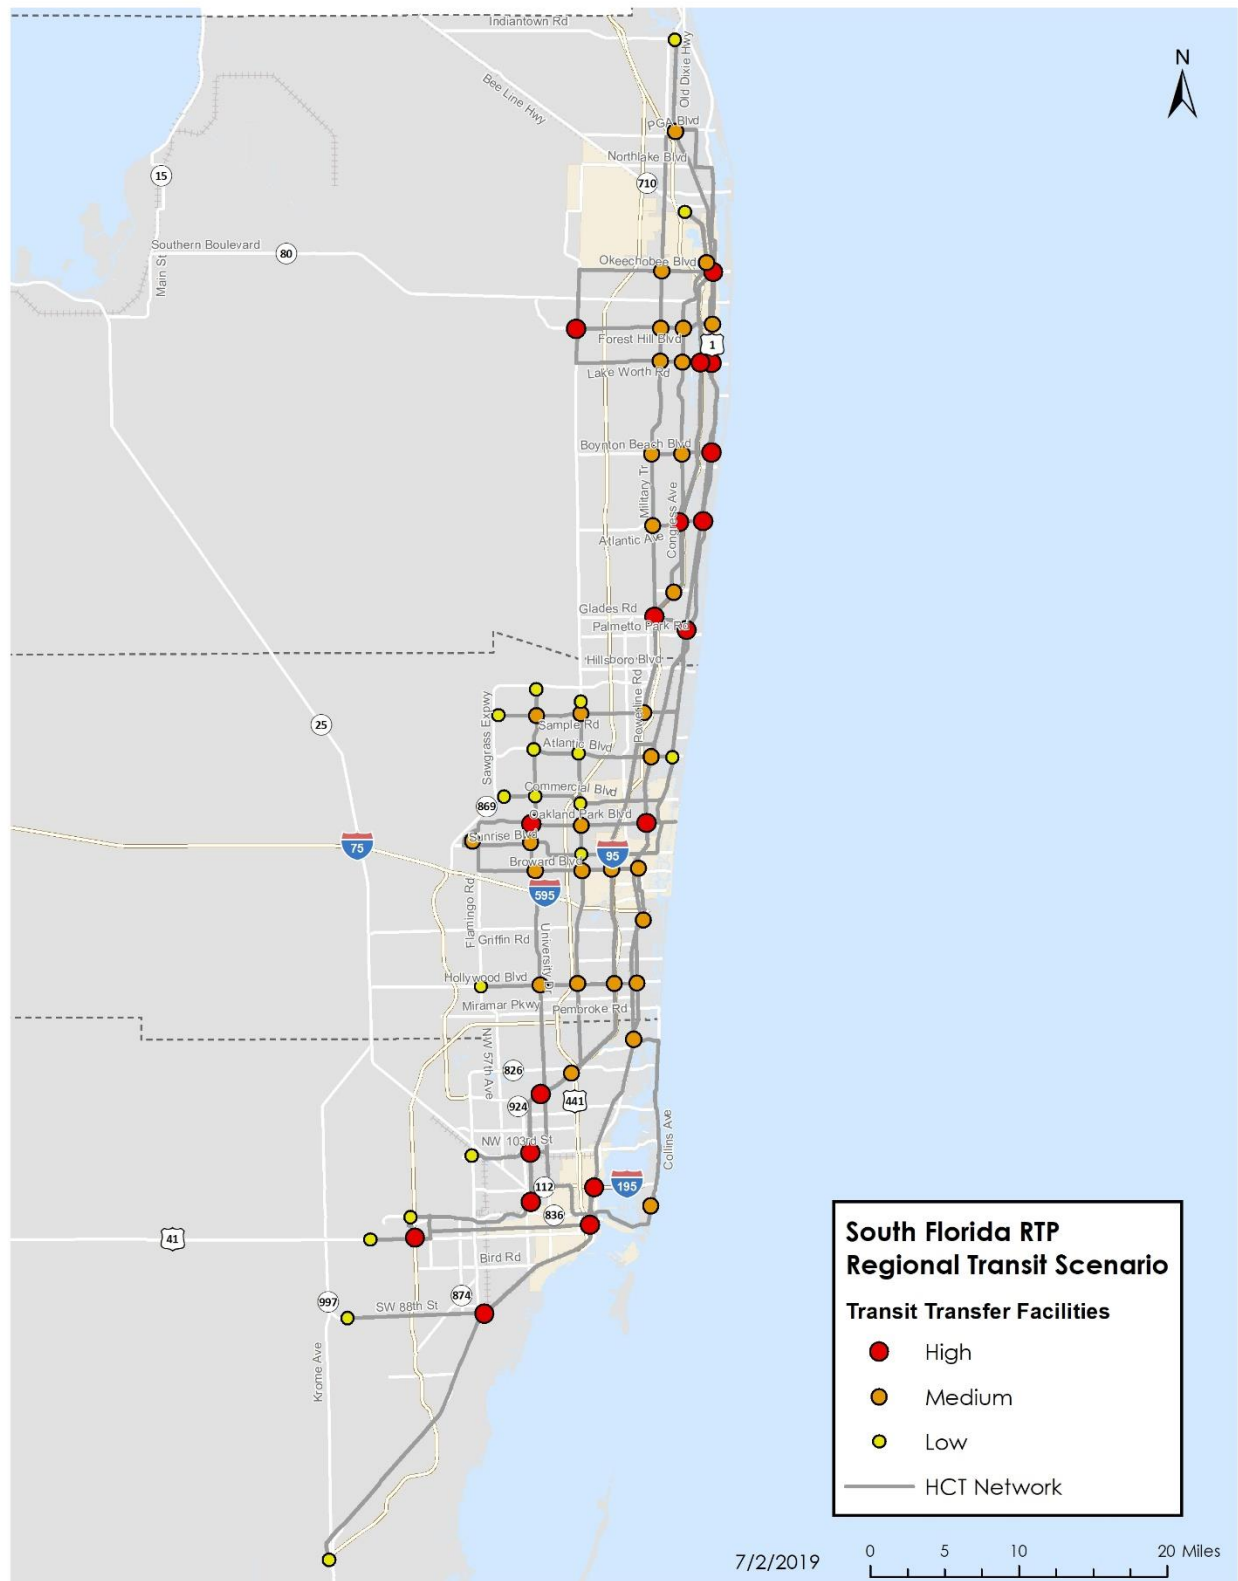 Indiantown Rd
Old Dixie Hwy
N
Bee Line Hwy
PGA Blvd
Northlake Blvd
15
710
Southern Boulevard
80
Main St
Okeechobee Blvd
Forest Hill Blvd
1
Lake Worth Rd
Boynton Beach Blvd
Military Tr
Congress Ave
Atlantic Ave
Glades Rd
Palmetto Park Rd
Hillsboro Blvd
Powerline Rd
25
Sawgrass Expwy
Sample Rd
Atlantic Blvd
Commercial Blvd
869
Oakland Park Blvd
Sunrise Blvd
75
95
Broward Blvd
595
Flamingo Rd
University Dr
Griffin Rd
Hollywood Blvd
Miramar Pkwy
Pembroke Rd
NW 57th Ave
826
924
441
Collins Ave
NW 103rd St
112
195
836
41
Bird Rd
874
997
SW 88th St
Krome Ave
South Florida RTP
Regional Transit Scenario
Transit Transfer Facilities
High
Medium
Low
HCT Network
7/2/2019
0 5 10 20 Miles